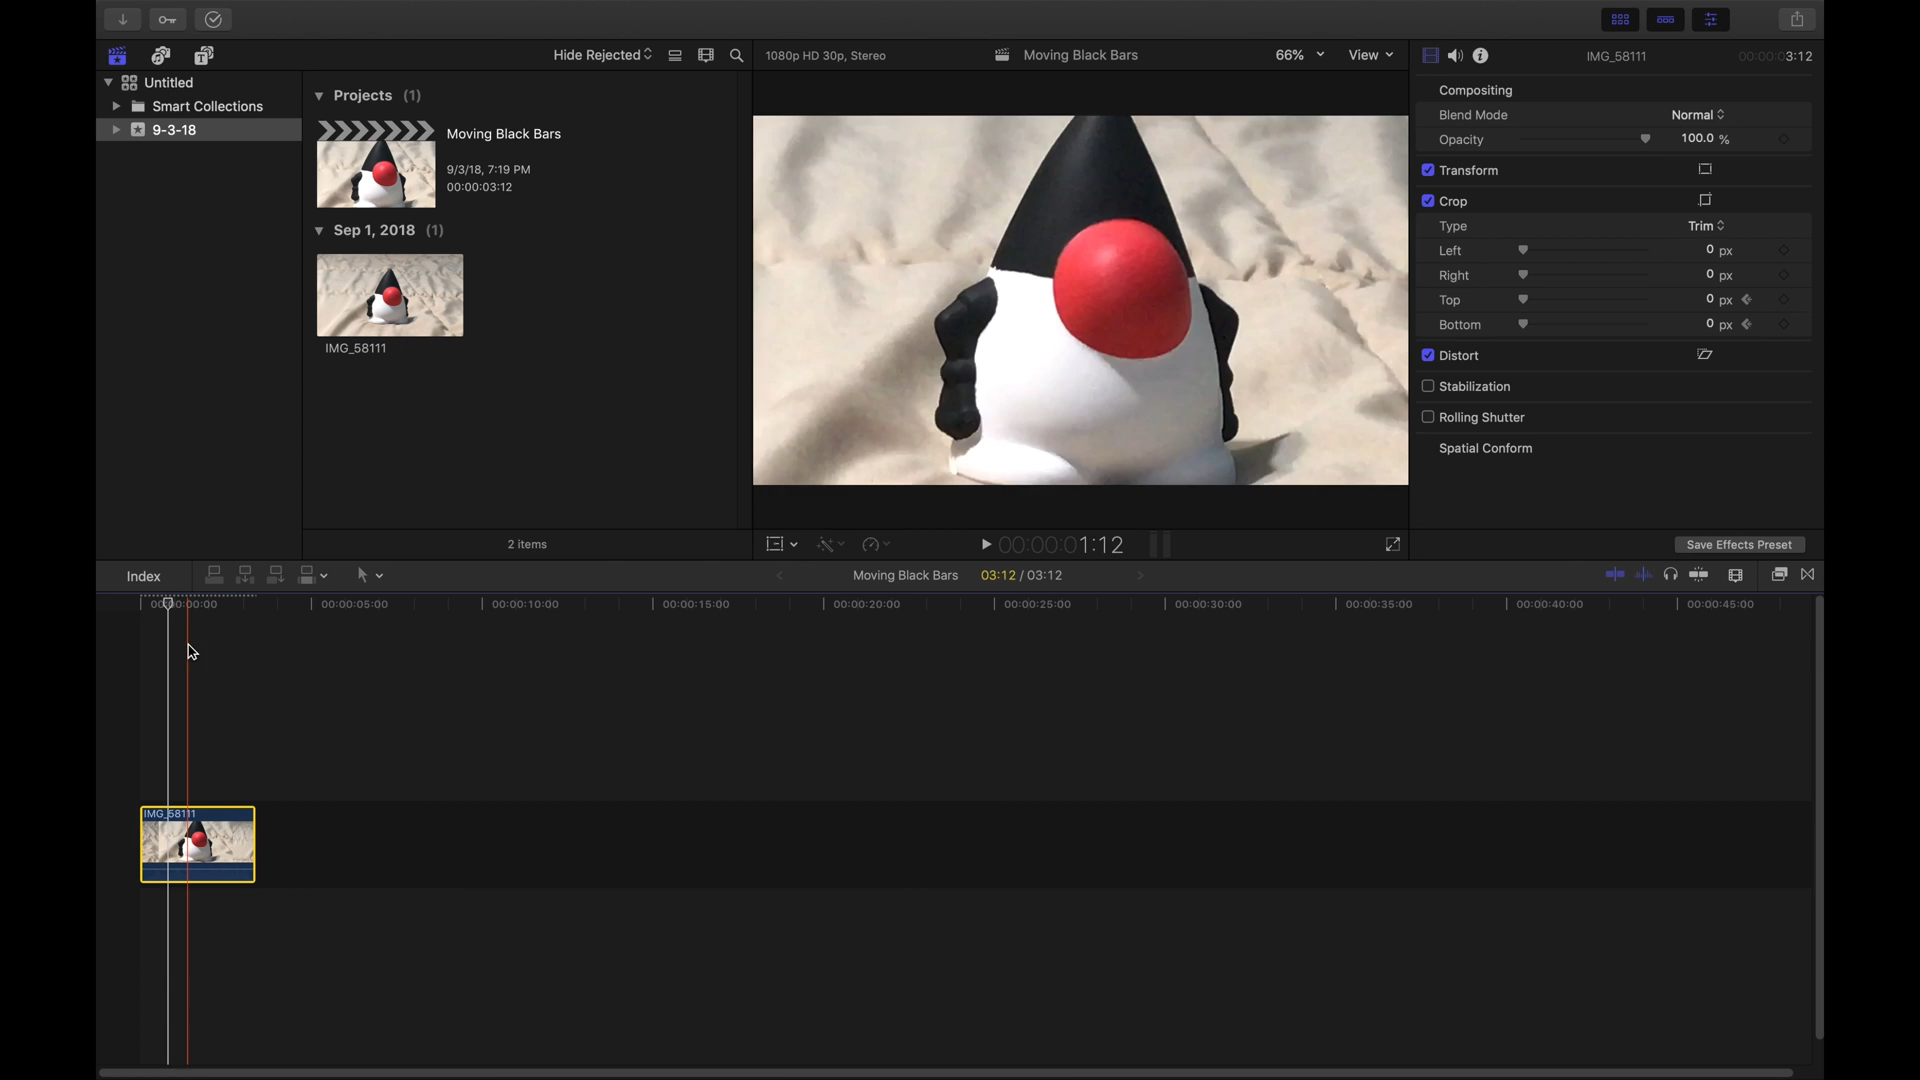 Hide Rejected
1080p HD 30p, Stereo
Moving Black Bars
66%
View
IMG_58111
00:00:03:12
Untitled
Smart Collections
9-3-18
Projects (1)
Moving Black Bars
9/3/18, 7:19 PM
00:00:03:12
Sep 1, 2018 (1)
IMG_58111
2 items
00:00:01:12
Compositing
Blend Mode Normal
Opacity 100.0 %
Transform
Crop
Type Trim
Left 0 px
Right 0 px
Top 0 px
Bottom 0 px
Distort
Stabilization
Rolling Shutter
Spatial Conform
Save Effects Preset
Index
Moving Black Bars 03:12 / 03:12
00:00:00:00 00:00:05:00 00:00:10:00 00:00:15:00 00:00:20:00 00:00:25:00 00:00:30:00 00:00:35:00 00:00:40:00 00:00:45:00
IMG_58111